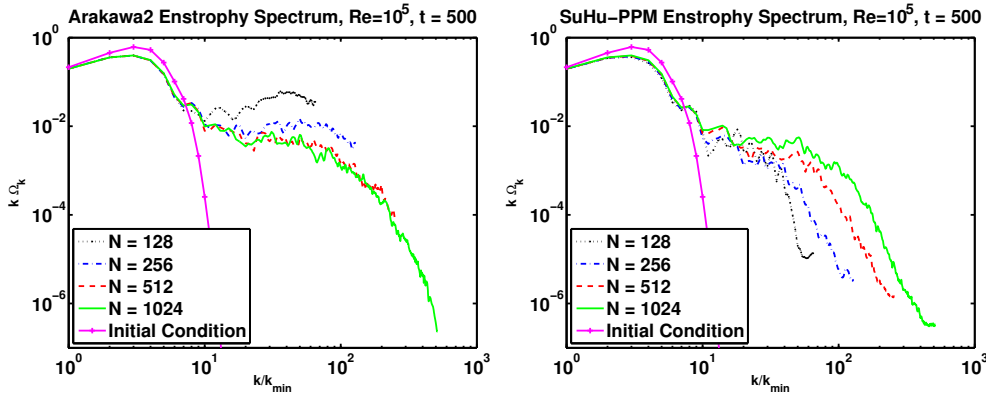 Arakawa2 Enstrophy Spectrum, Re=10^5, t = 500
10^0
10^-2
10^-4
10^-6
k Ω_k
N = 128
N = 256
N = 512
N = 1024
Initial Condition
10^0
10^1
10^2
10^3
k/k_min
SuHu-PPM Enstrophy Spectrum, Re=10^5, t = 500
10^0
10^-2
10^-4
10^-6
k Ω_k
N = 128
N = 256
N = 512
N = 1024
Initial Condition
10^0
10^1
10^2
10^3
k/k_min